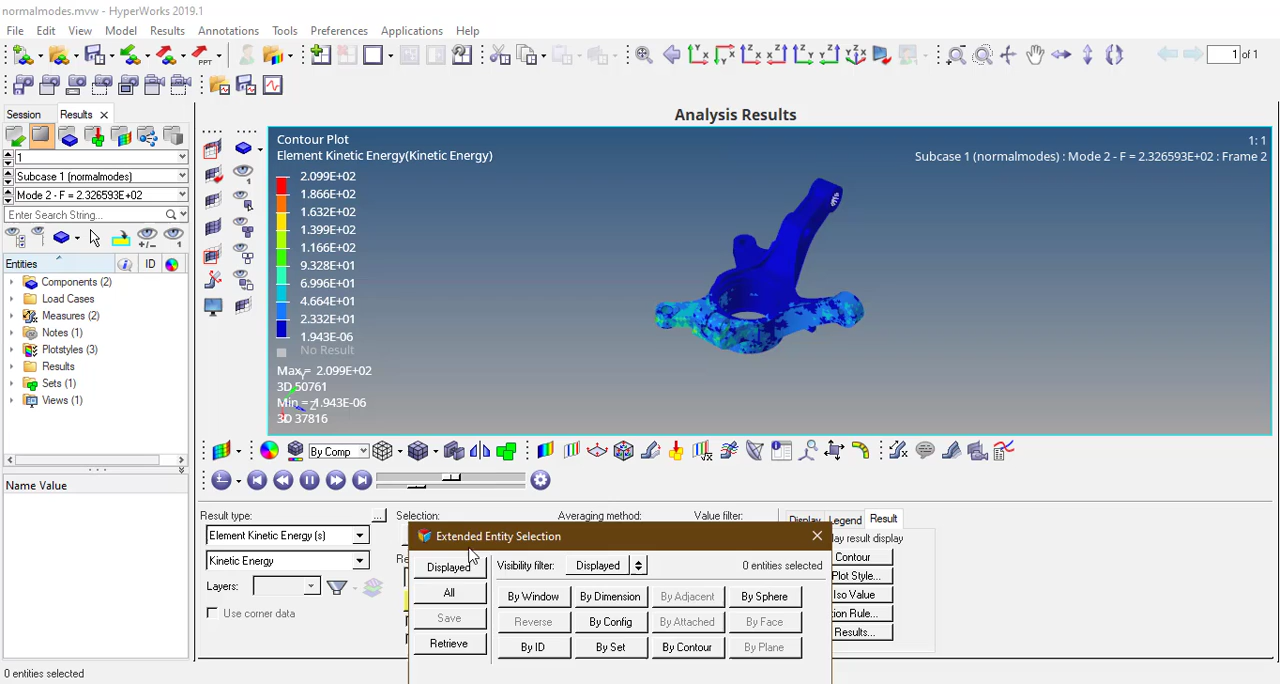 normalmodes.mvw - HyperWorks 2019.1
File Edit View Model Results Annotations Tools Preferences Applications Help
1 of 1
Session Results
1
Subcase 1 (normalmodes)
Mode 2 - F = 2.326593E+02
Enter Search String...
Entities ID
Components (2)
Load Cases
Measures (2)
Notes (1)
Plotstyles (3)
Results
Sets (1)
Views (1)
Name Value
Analysis Results
Contour Plot
Element Kinetic Energy(Kinetic Energy)
2.099E+02
1.866E+02
1.632E+02
1.399E+02
1.166E+02
9.328E+01
6.996E+01
4.664E+01
2.332E+01
1.943E-06
No Result
Max = 2.099E+02
3D 50761
Min = 1.943E-06
3D 37816
Y
Z
1: 1
Subcase 1 (normalmodes) : Mode 2 - F = 2.326593E+02 : Frame 2
By Comp
Result type:
Element Kinetic Energy (s)
Kinetic Energy
Layers:
Use corner data
Selection:
Averaging method:
Value filter:
Display Legend Result
result display
Contour
Plot Style...
Iso Value
Rule...
Results...
Extended Entity Selection
Displayed Visibility filter: Displayed 0 entities selected
All By Window By Dimension By Adjacent By Sphere
Save Reverse By Config By Attached By Face
Retrieve By ID By Set By Contour By Plane
0 entities selected